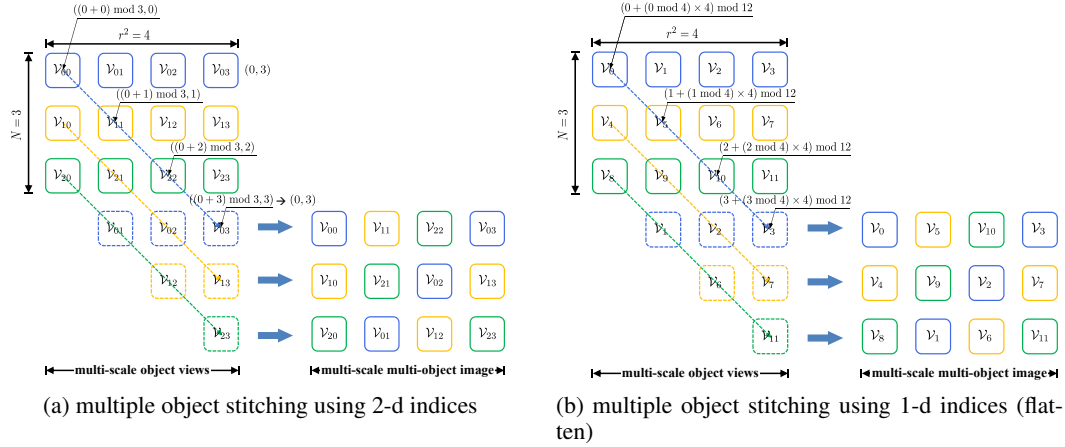 ((0 + 0) mod 3, 0)
r² = 4
N = 3
𝒱₀₀ 𝒱₀₁ 𝒱₀₂ 𝒱₀₃ (0, 3)
((0 + 1) mod 3, 1)
𝒱₁₀ 𝒱₁₁ 𝒱₁₂ 𝒱₁₃
((0 + 2) mod 3, 2)
𝒱₂₀ 𝒱₂₁ 𝒱₂₂ 𝒱₂₃
((0 + 3) mod 3, 3) → (0, 3)
𝒱₀₁ 𝒱₀₂ 𝒱₀₃ 𝒱₀₀ 𝒱₁₁ 𝒱₂₂ 𝒱₀₃
𝒱₁₂ 𝒱₁₃ 𝒱₁₀ 𝒱₂₁ 𝒱₀₂ 𝒱₁₃
𝒱₂₃ 𝒱₂₀ 𝒱₀₁ 𝒱₁₂ 𝒱₂₃
multi-scale object views multi-scale multi-object image
(a) multiple object stitching using 2-d indices
(0 + (0 mod 4) × 4) mod 12
r² = 4
N = 3
𝒱₀ 𝒱₁ 𝒱₂ 𝒱₃
(1 + (1 mod 4) × 4) mod 12
𝒱₄ 𝒱₅ 𝒱₆ 𝒱₇
(2 + (2 mod 4) × 4) mod 12
𝒱₈ 𝒱₉ 𝒱₁₀ 𝒱₁₁
(3 + (3 mod 4) × 4) mod 12
𝒱₁ 𝒱₂ 𝒱₃ 𝒱₀ 𝒱₅ 𝒱₁₀ 𝒱₃
𝒱₆ 𝒱₇ 𝒱₄ 𝒱₉ 𝒱₂ 𝒱₇
𝒱₁₁ 𝒱₈ 𝒱₁ 𝒱₆ 𝒱₁₁
multi-scale object views multi-scale multi-object image
(b) multiple object stitching using 1-d indices (flat-
ten)